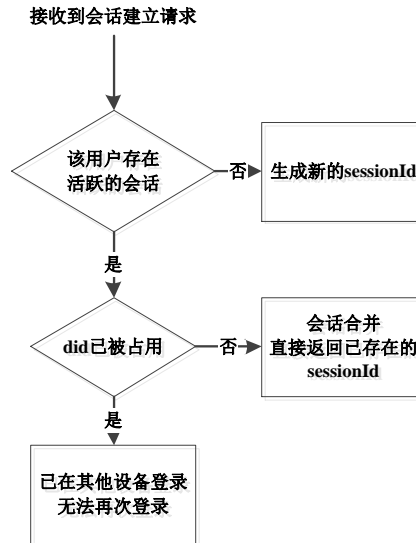 接收到会话建立请求
该用户存在
活跃的会话
否
生成新的sessionId
是
did已被占用
否
会话合并
直接返回已存在的
sessionId
是
已在其他设备登录
无法再次登录